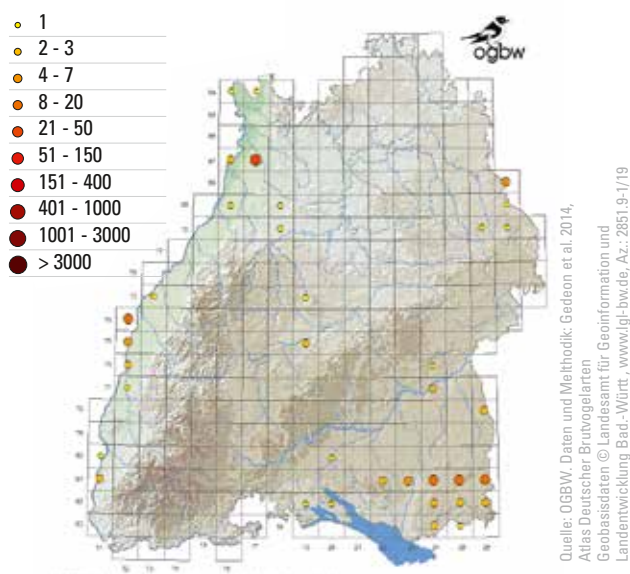 1
2 - 3
4 - 7
8 - 20
21 - 50
51 - 150
151 - 400
401 - 1000
1001 - 3000
> 3000
ogbw
Quelle: OGBW. Daten und Melthodik: Gedeon et al. 2014,
Atlas Deutscher Brutvogelarten
Geobasisdaten © Landesamt für Geoinformation und
Landentwicklung Bad.-Württ , www.lgl-bw.de, Az.: 2851.9-1/19